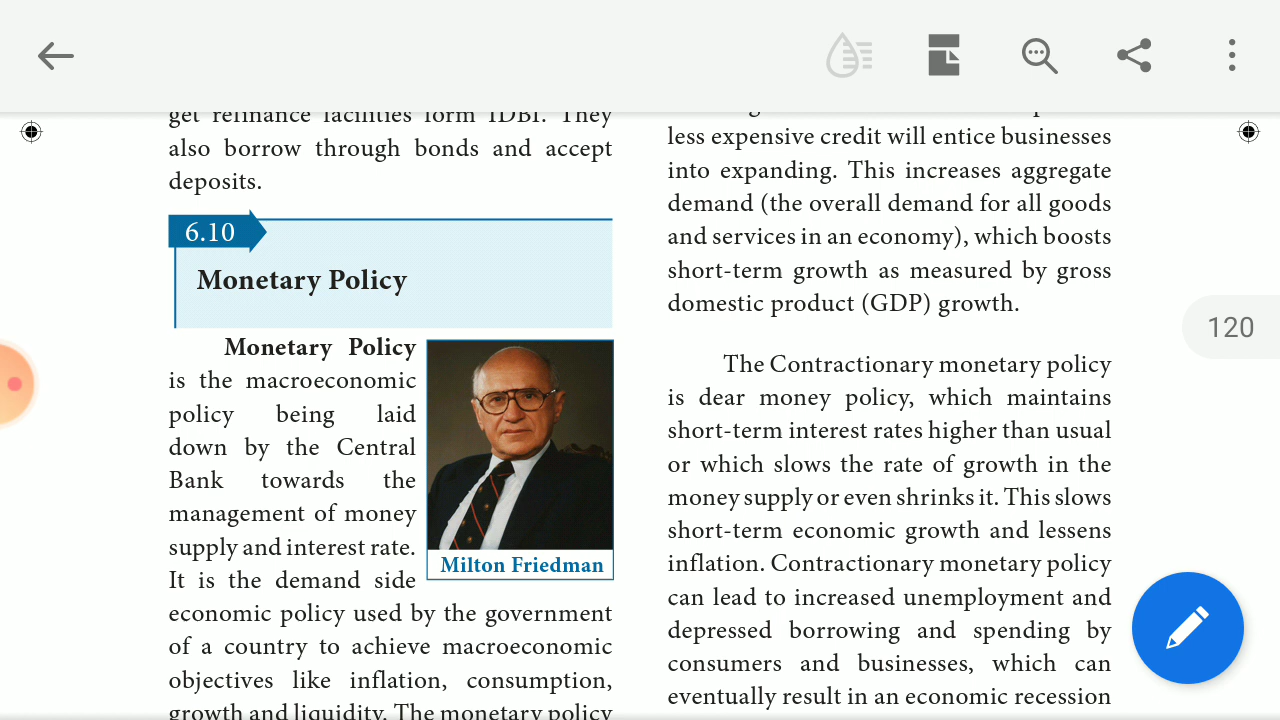 get refinance facilities form IDBI. They
also borrow through bonds and accept
deposits.
6.10
Monetary Policy
Monetary Policy
is the macroeconomic
policy being laid
down by the Central
Bank towards the
management of money
supply and interest rate.
It is the demand side
economic policy used by the government
of a country to achieve macroeconomic
objectives like inflation, consumption,
growth and liquidity. The monetary policy
Milton Friedman
less expensive credit will entice businesses
into expanding. This increases aggregate
demand (the overall demand for all goods
and services in an economy), which boosts
short-term growth as measured by gross
domestic product (GDP) growth.
The Contractionary monetary policy
is dear money policy, which maintains
short-term interest rates higher than usual
or which slows the rate of growth in the
money supply or even shrinks it. This slows
short-term economic growth and lessens
inflation. Contractionary monetary policy
can lead to increased unemployment and
depressed borrowing and spending by
consumers and businesses, which can
eventually result in an economic recession
120